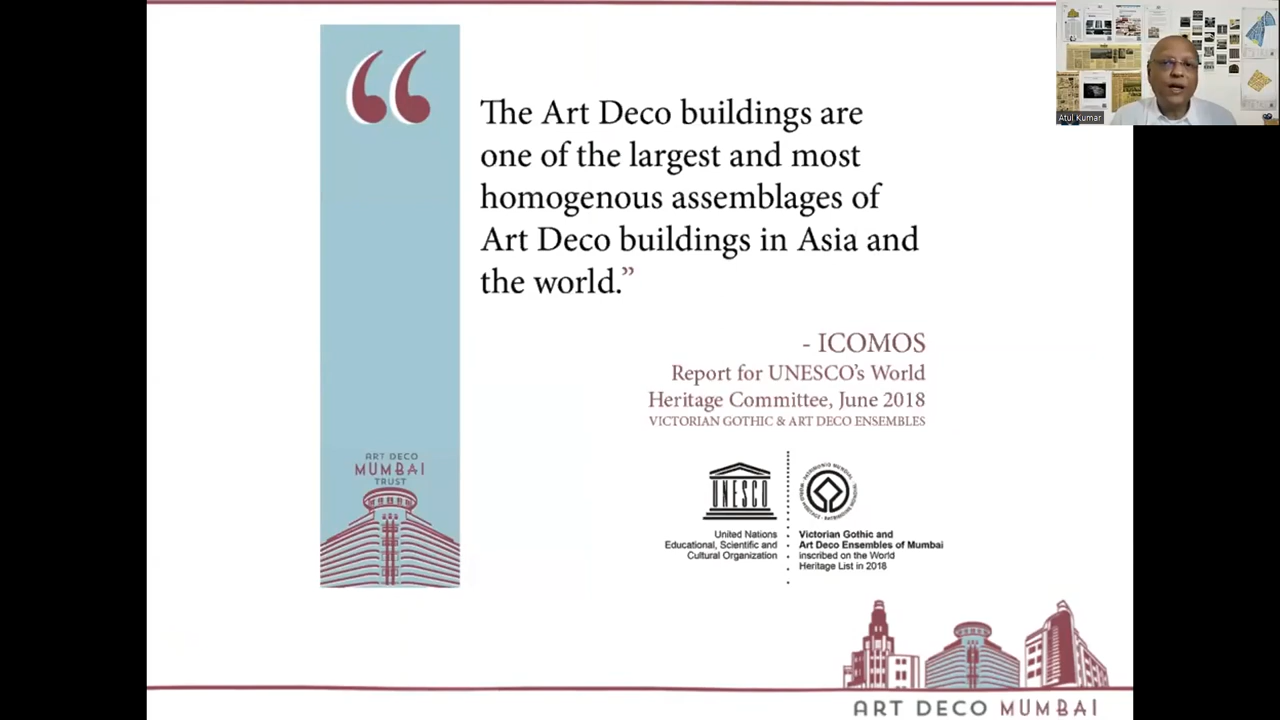 “
The Art Deco buildings are
one of the largest and most
homogenous assemblages of
Art Deco buildings in Asia and
the world.”
- ICOMOS
Report for UNESCO’s World
Heritage Committee, June 2018
VICTORIAN GOTHIC & ART DECO ENSEMBLES
ART DECO
MUMBAI
TRUST
UNESCO
United Nations
Educational, Scientific and
Cultural Organization
Victorian Gothic and
Art Deco Ensembles of Mumbai
inscribed on the World
Heritage List in 2018
ART DECO MUMBAI
Atul Kumar